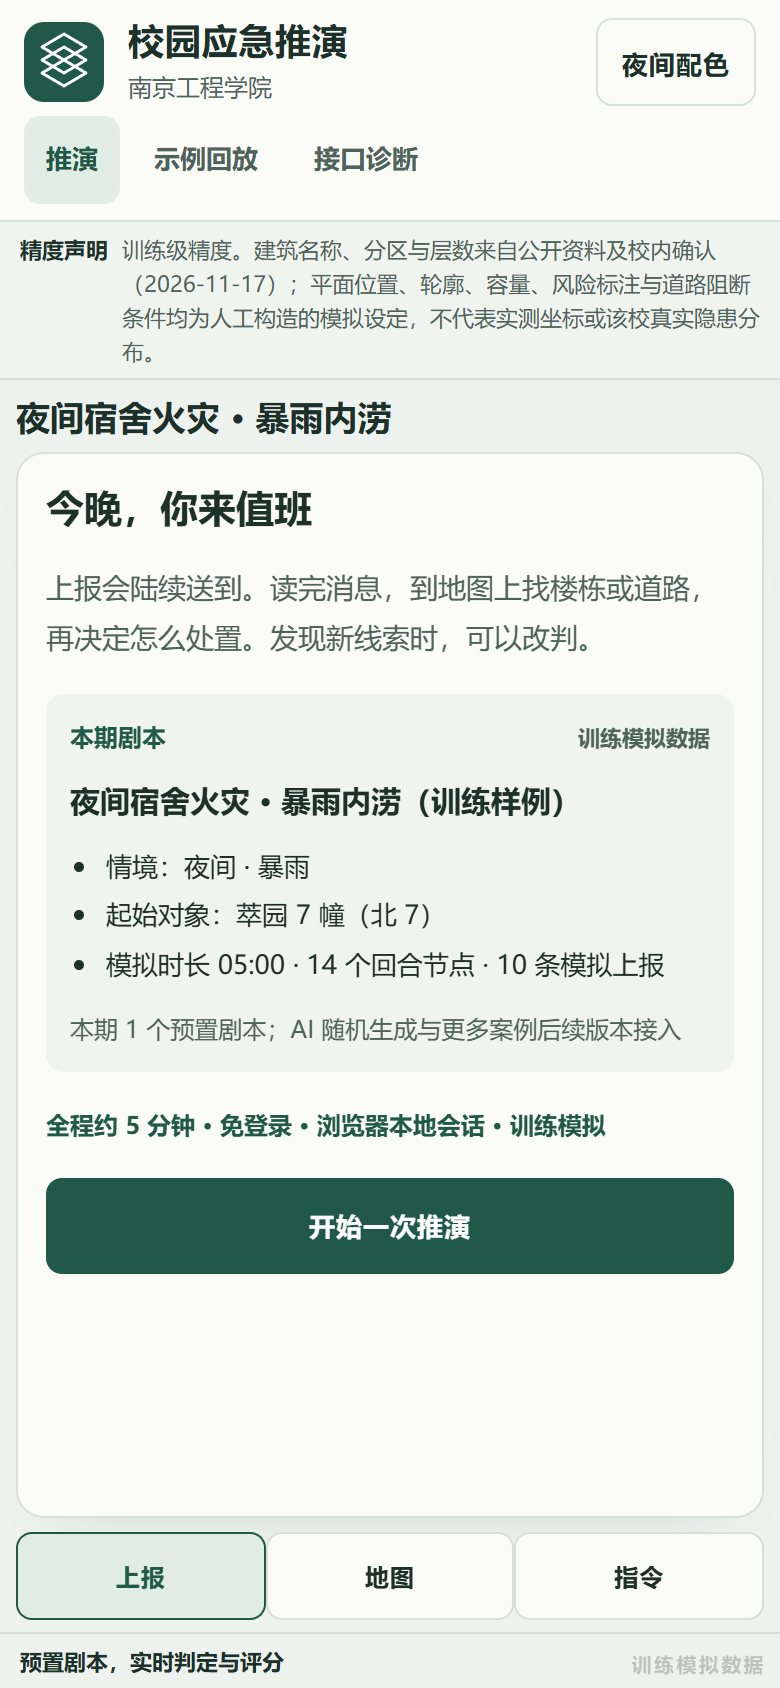 校园应急推演
南京工程学院
夜间配色
推演
示例回放
接口诊断
精度声明
训练级精度。建筑名称、分区与层数来自公开资料及校内确认
（2026-11-17）；平面位置、轮廓、容量、风险标注与道路阻断
条件均为人工构造的模拟设定，不代表实测坐标或该校真实隐患分
布。
夜间宿舍火灾·暴雨内涝
今晚，你来值班
上报会陆续送到。读完消息，到地图上找楼栋或道路，
再决定怎么处置。发现新线索时，可以改判。
本期剧本
训练模拟数据
夜间宿舍火灾·暴雨内涝（训练样例）
• 情境：夜间 · 暴雨
• 起始对象：萃园 7 幢（北 7）
• 模拟时长 05:00 · 14 个回合节点 · 10 条模拟上报
本期 1 个预置剧本；AI 随机生成与更多案例后续版本接入
全程约 5 分钟 • 免登录 • 浏览器本地会话 • 训练模拟
开始一次推演
上报
地图
指令
预置剧本，实时判定与评分
训练模拟数据